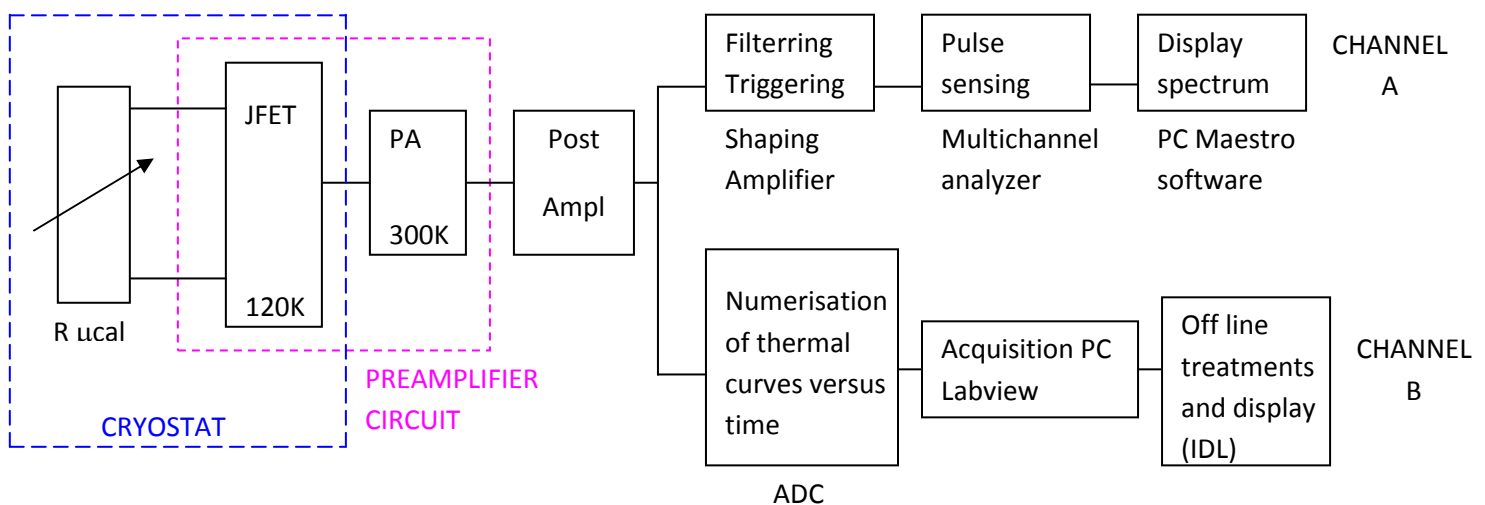 R µcal
JFET
120K
CRYOSTAT
PA
300K
PREAMPLIFIER
CIRCUIT
Post
Ampl
Filterring
Triggering
Shaping
Amplifier
Pulse
sensing
Multichannel
analyzer
Display
spectrum
PC Maestro
software
CHANNEL
A
Numerisation
of thermal
curves versus
time
ADC
Acquisition PC
Labview
Off line
treatments
and display
(IDL)
CHANNEL
B